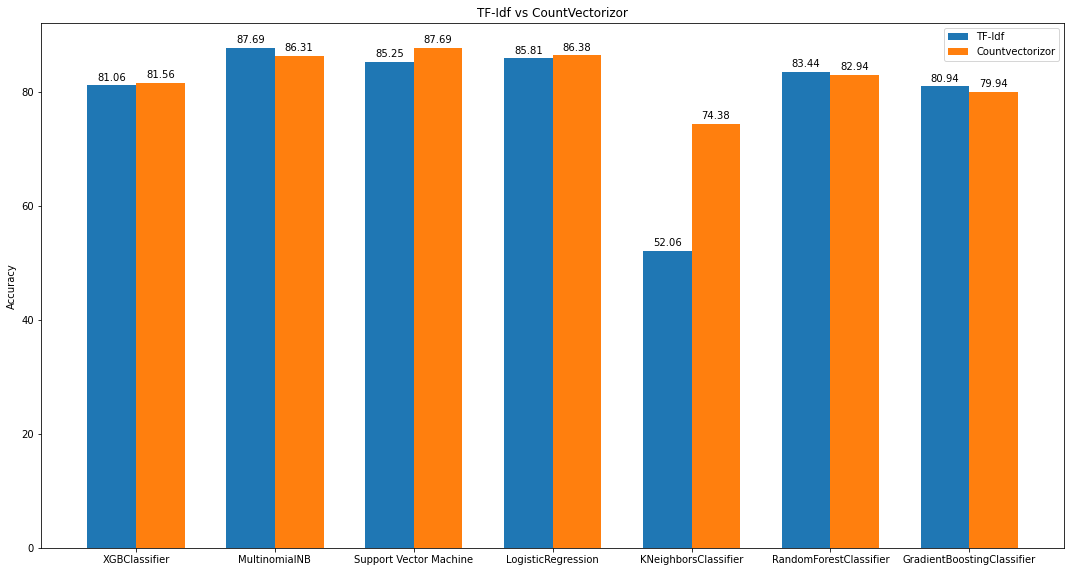 TF-Idf vs CountVectorizor
TF-Idf
Countvectorizor
Accuracy
80
60
40
20
0
81.06
81.56
87.69
86.31
85.25
87.69
85.81
86.38
52.06
74.38
83.44
82.94
80.94
79.94
XGBClassifier
MultinomialNB
Support Vector Machine
LogisticRegression
KNeighborsClassifier
RandomForestClassifier
GradientBoostingClassifier